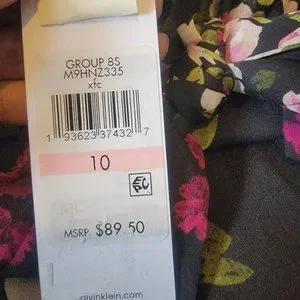 GROUP 8S
M9HNZ335
xfc
1 93623 37432 7
10
MSRP $89.50